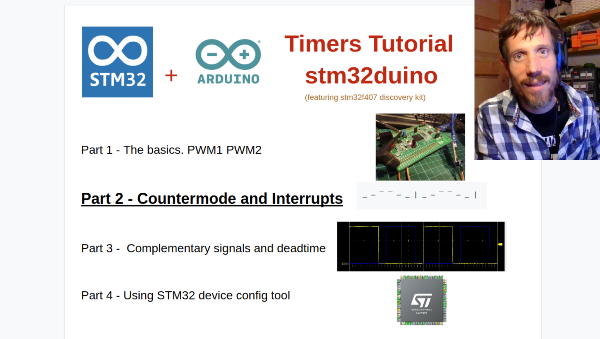 Timers Tutorial
stm32duino
(featuring stm32f407 discovery kit)
STM32
+
ARDUINO
Part 1 - The basics. PWM1 PWM2
Part 2 - Countermode and Interrupts
Part 3 - Complementary signals and deadtime
Part 4 - Using STM32 device config tool